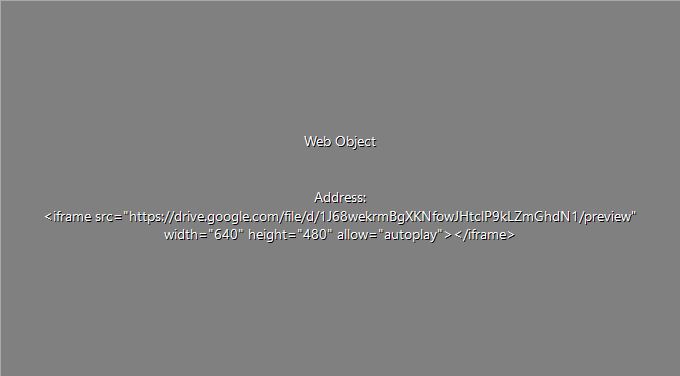 Web Object
Address:
<iframe src="https://drive.google.com/file/d/1J68wekrmBgXKNfowJHtclP9kLZmGhdN1/preview"
width="640" height="480" allow="autoplay"></iframe>